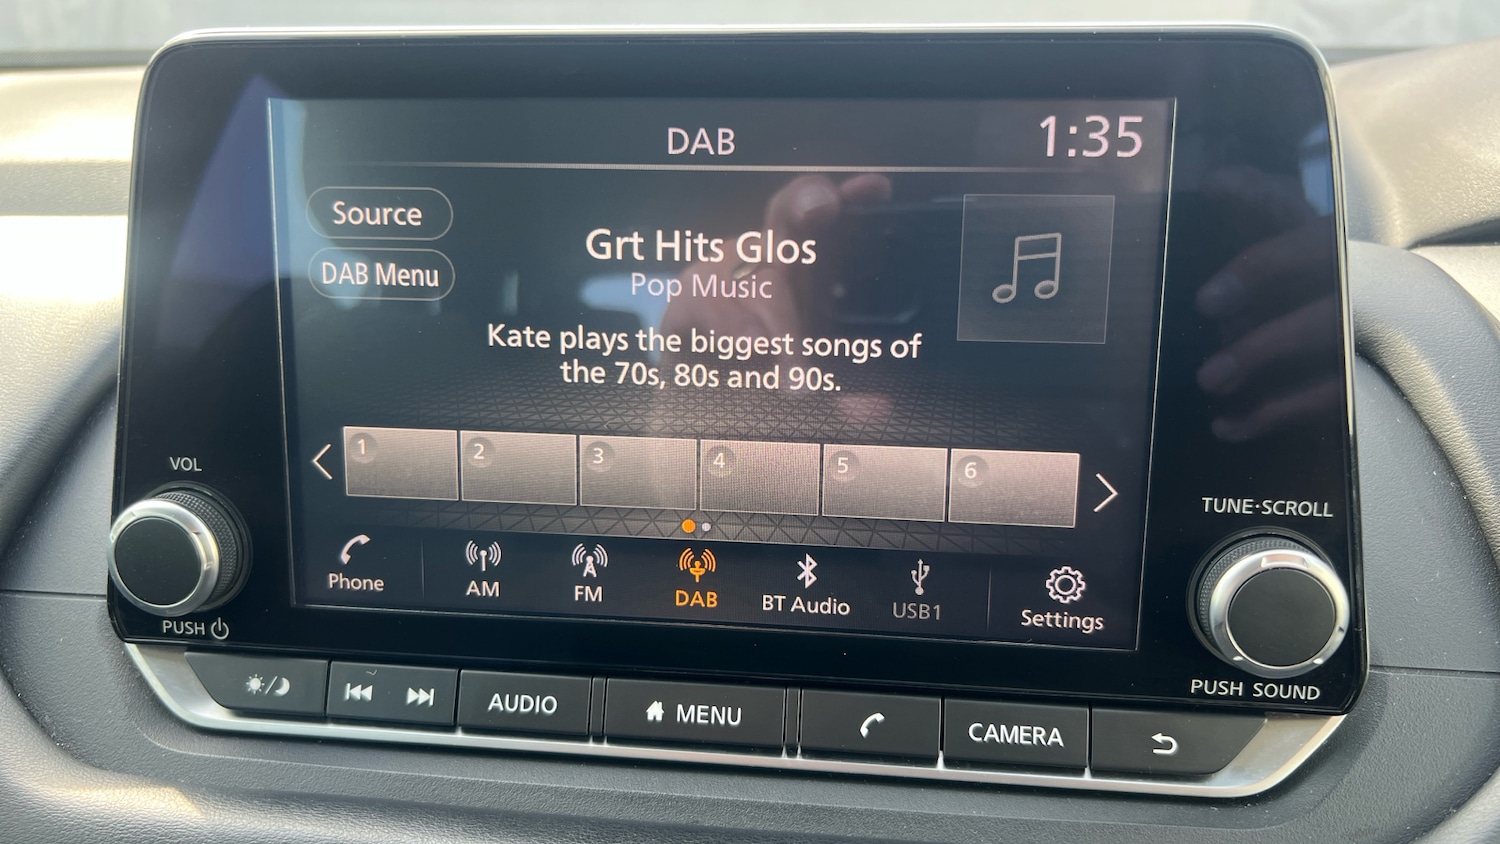 DAB
1:35
Source
DAB Menu
Grt Hits Glos
Pop Music
Kate plays the biggest songs of
the 70s, 80s and 90s.
1 2 3 4 5 6
Phone AM FM DAB BT Audio USB1 Settings
VOL
PUSH
TUNE·SCROLL
PUSH SOUND
AUDIO
MENU
CAMERA